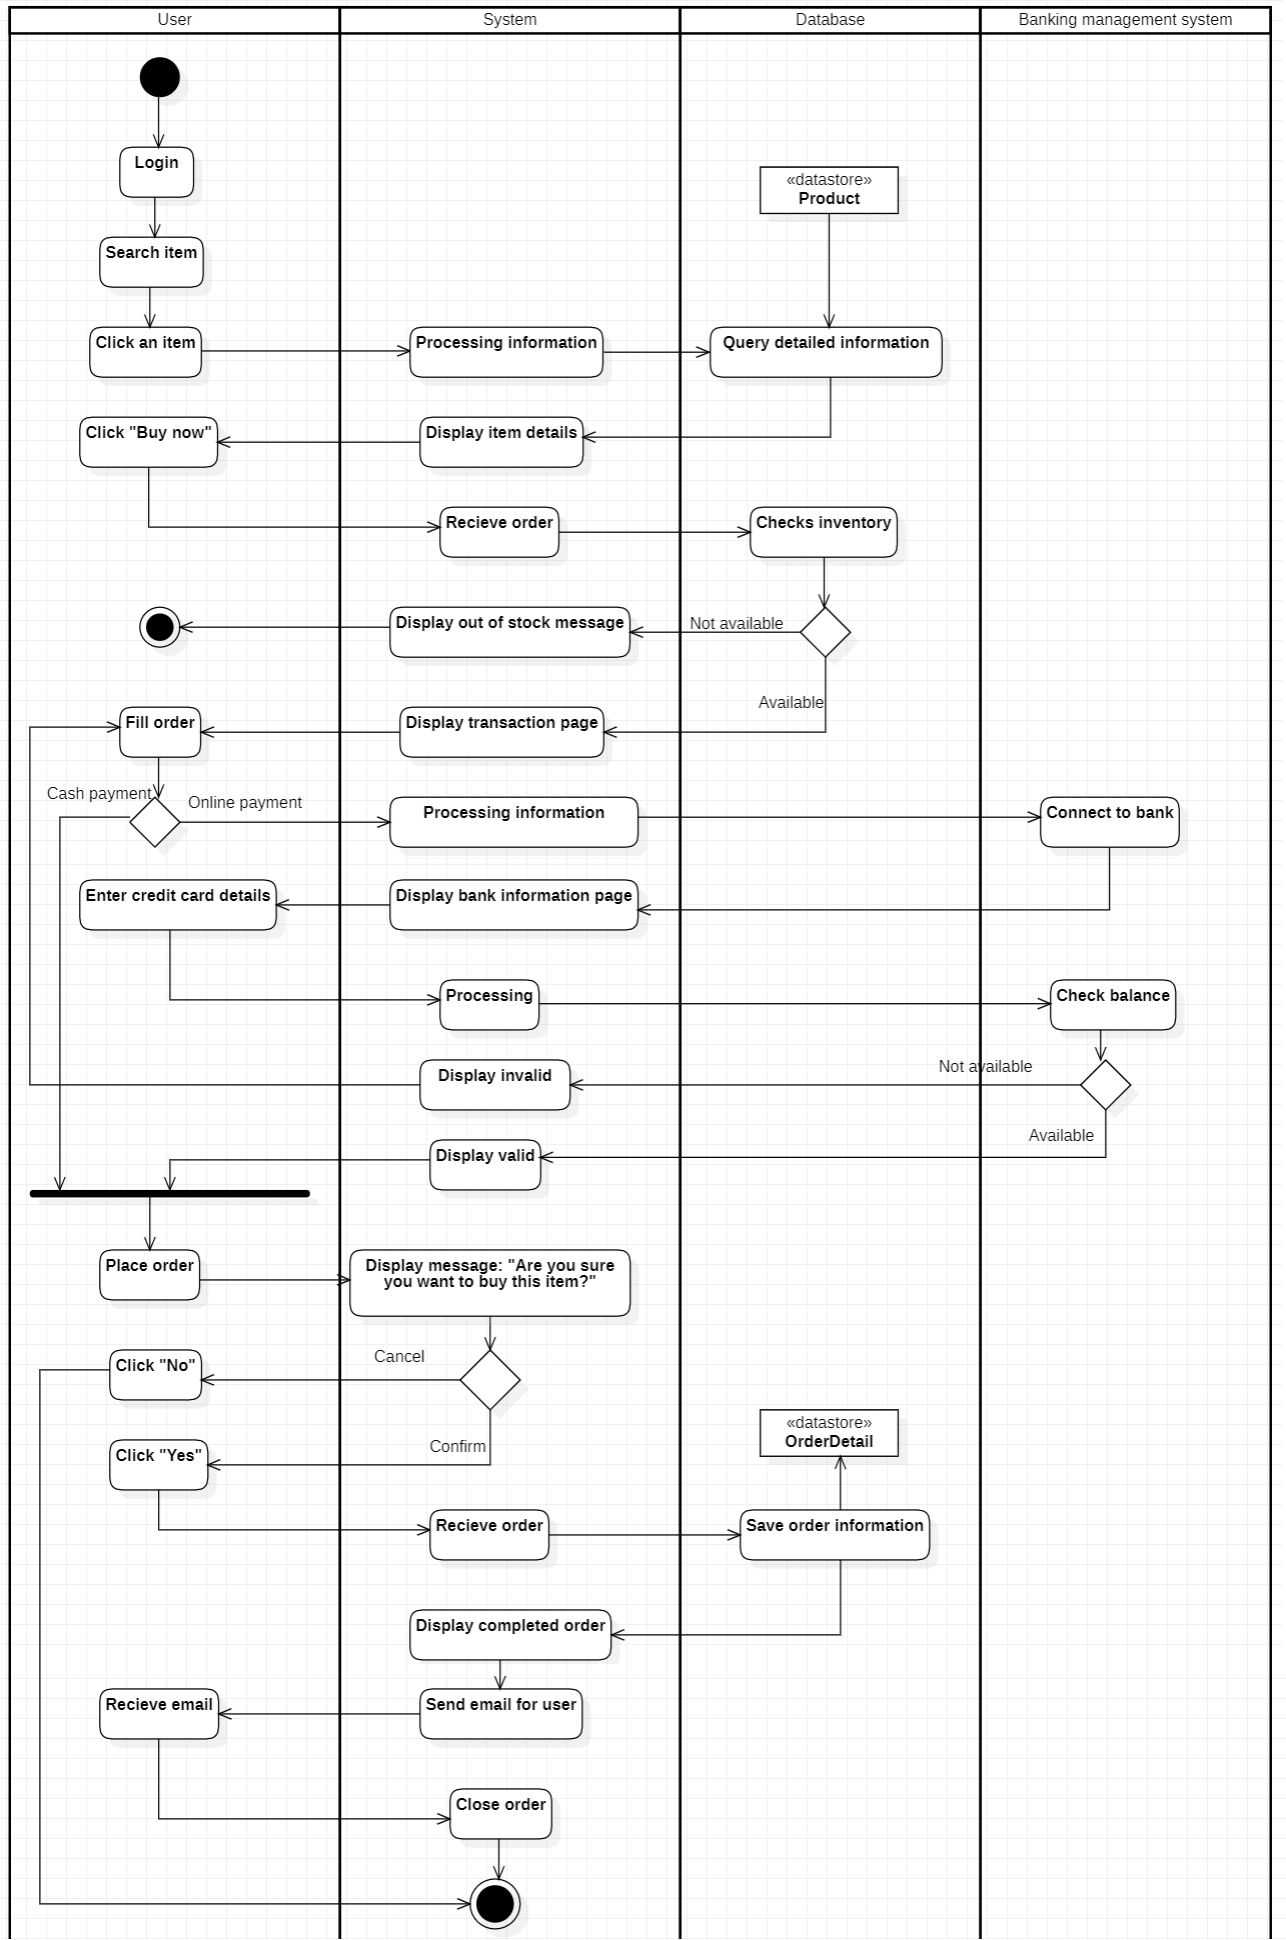 User
System
Database
Banking management system
Login
«datastore»
Product
Search item
Click an item
Processing information
Query detailed information
Click "Buy now"
Display item details
Recieve order
Checks inventory
Display out of stock message
Not available
Available
Fill order
Display transaction page
Cash payment
Online payment
Processing information
Connect to bank
Enter credit card details
Display bank information page
Processing
Check balance
Display invalid
Not available
Available
Display valid
Place order
Display message: "Are you sure
you want to buy this item?"
Click "No"
Cancel
Click "Yes"
Confirm
«datastore»
OrderDetail
Recieve order
Save order information
Display completed order
Recieve email
Send email for user
Close order